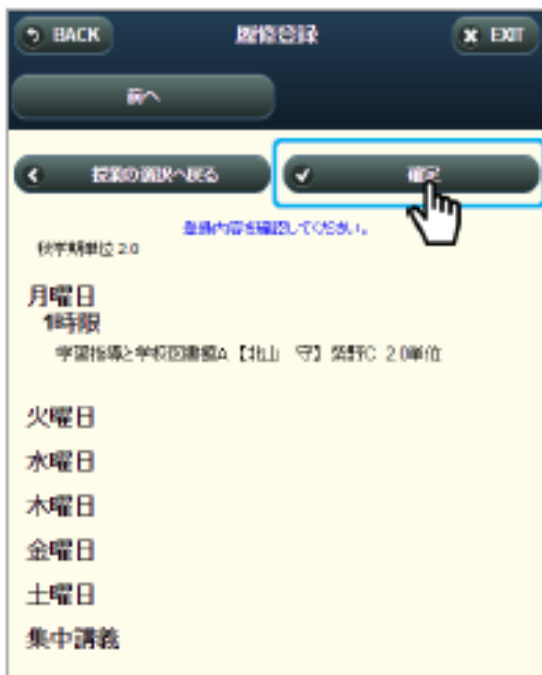 BACK 履修登録 EXIT
前へ
授業の選択へ戻る 確定
登録内容を確認してください。
秋学期単位 2.0
月曜日
1時限
学習指導と学校図書館A 【北山 守】 紫野C 2.0単位
火曜日
水曜日
木曜日
金曜日
土曜日
集中講義